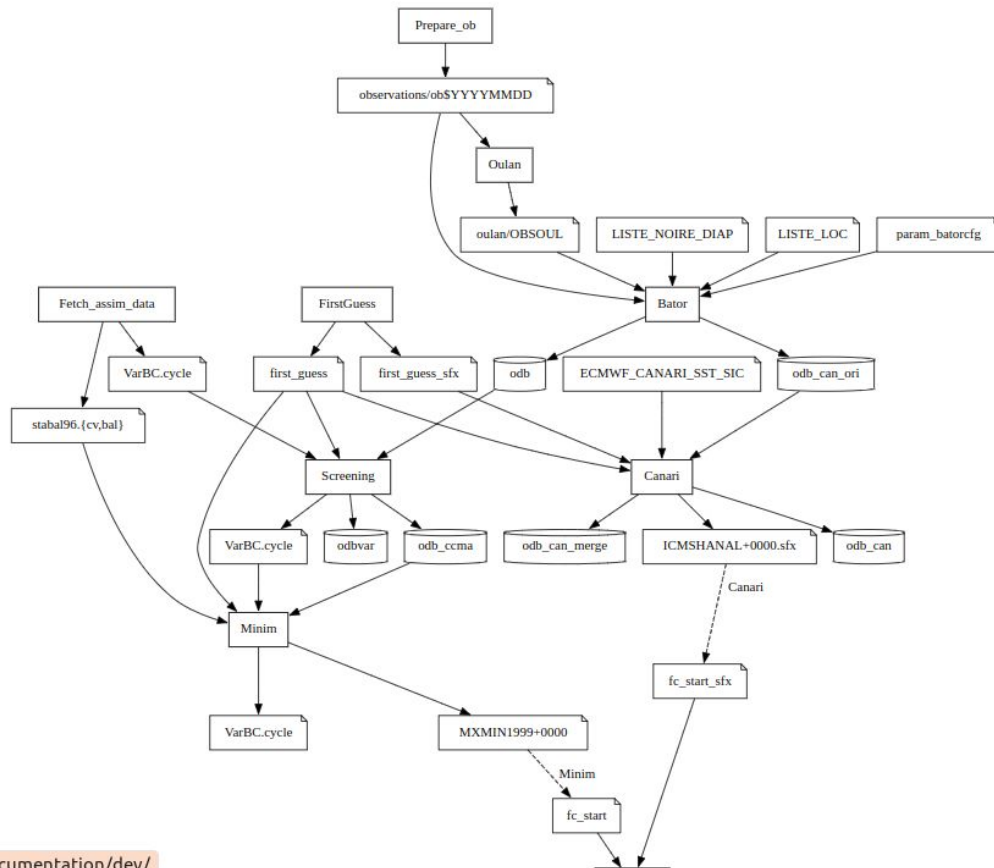 Prepare_ob
observations/ob$YYYYMMDD
Oulan
oulan/OBSOUL
LISTE_NOIRE_DIAP
LISTE_LOC
param_batorcfg
Fetch_assim_data
FirstGuess
Bator
VarBC.cycle
first_guess
first_guess_sfx
odb
ECMWF_CANARI_SST_SIC
odb_can_ori
stabal96.{cv,bal}
Screening
Canari
VarBC.cycle
odbvar
odb_ccma
odb_can_merge
ICMSHANAL+0000.sfx
odb_can
Canari
Minim
fc_start_sfx
VarBC.cycle
MXMIN1999+0000
Minim
fc_start
cumentation/dev/